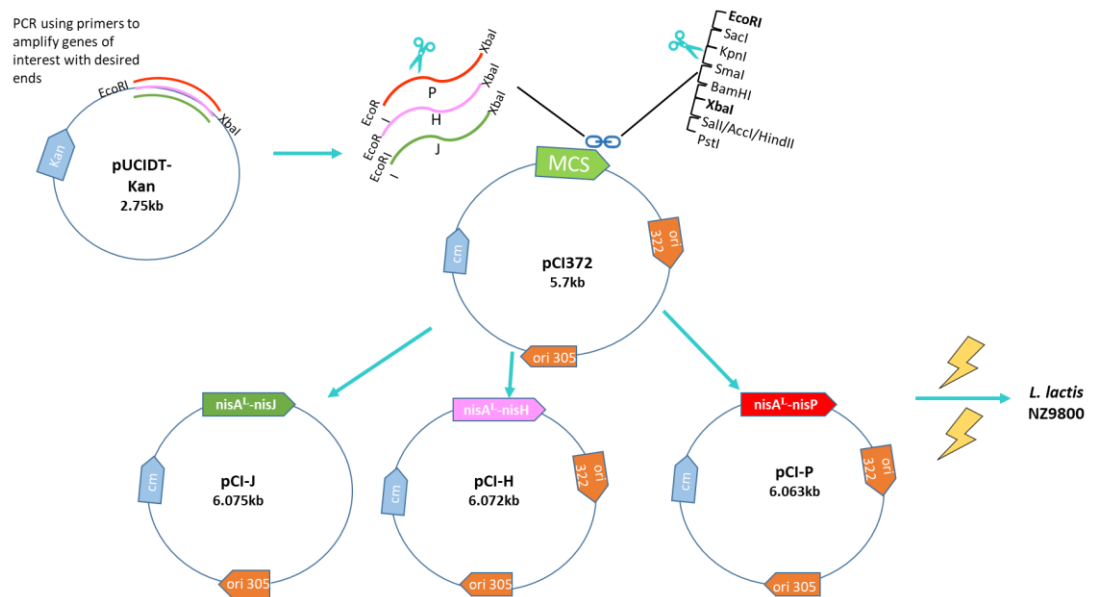 PCR using primers to
amplify genes of
interest with desired
ends
EcoRI
XbaI
Kan
pUCIDT-
Kan
2.75kb
XbaI
P
EcoR
I
XbaI
H
EcoR
I
XbaI
J
EcoRI
I
EcoRI
SacI
KpnI
SmaI
BamHI
XbaI
SalI/AccI/HindII
PstI
MCS
cm
ori
322
pCI372
5.7kb
ori 305
nisAᴸ-nisJ
cm
pCI-J
6.075kb
ori 305
nisAᴸ-nisH
cm
ori
322
pCI-H
6.072kb
ori 305
nisAᴸ-nisP
cm
ori
322
pCI-P
6.063kb
ori 305
L. lactis
NZ9800